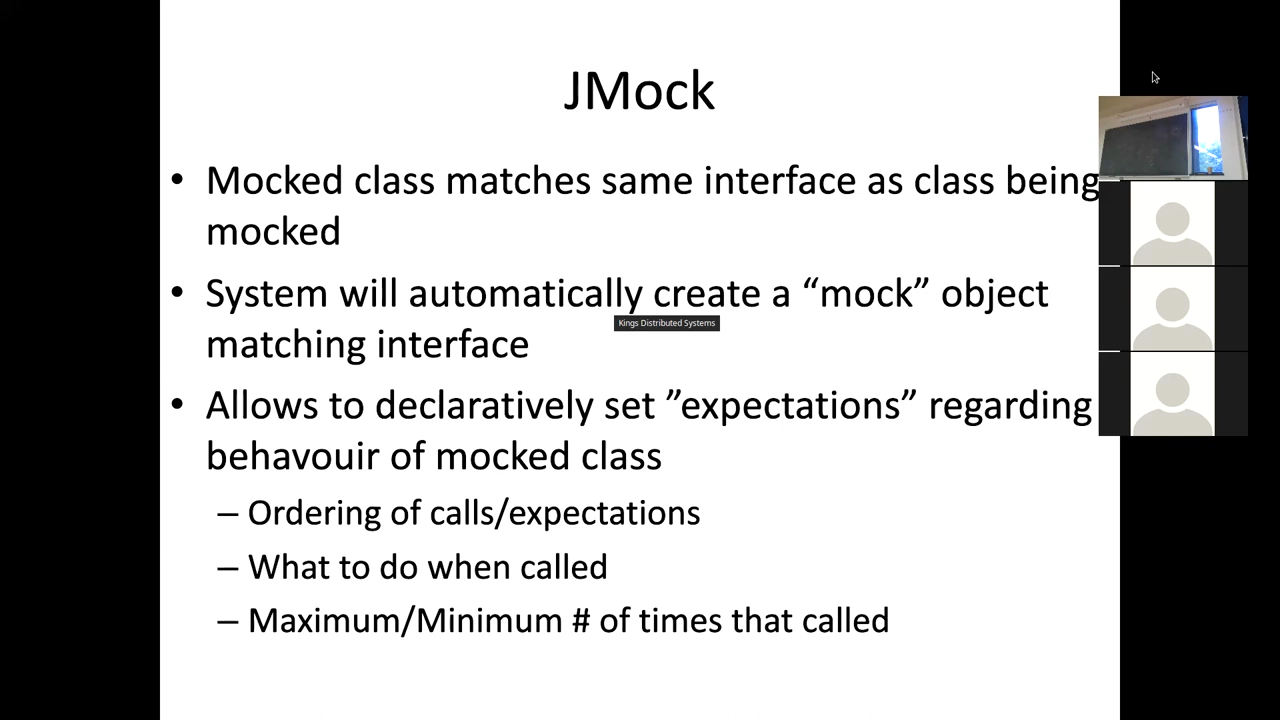 JMock
• Mocked class matches same interface as class being
mocked
• System will automatically create a “mock” object
Kings Distributed Systems
matching interface
• Allows to declaratively set ”expectations” regarding
behavouir of mocked class
– Ordering of calls/expectations
– What to do when called
– Maximum/Minimum # of times that called